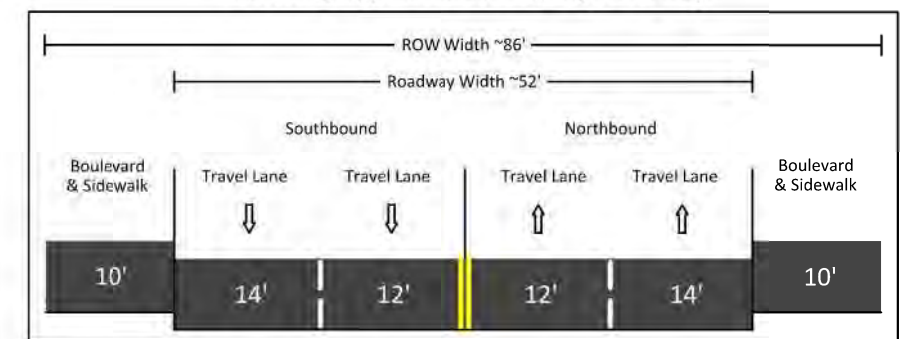 ROW Width ~86'
Roadway Width ~52'
Southbound
Northbound
Boulevard
& Sidewalk
Travel Lane
Travel Lane
Travel Lane
Travel Lane
Boulevard
& Sidewalk
10'
14'
12'
12'
14'
10'